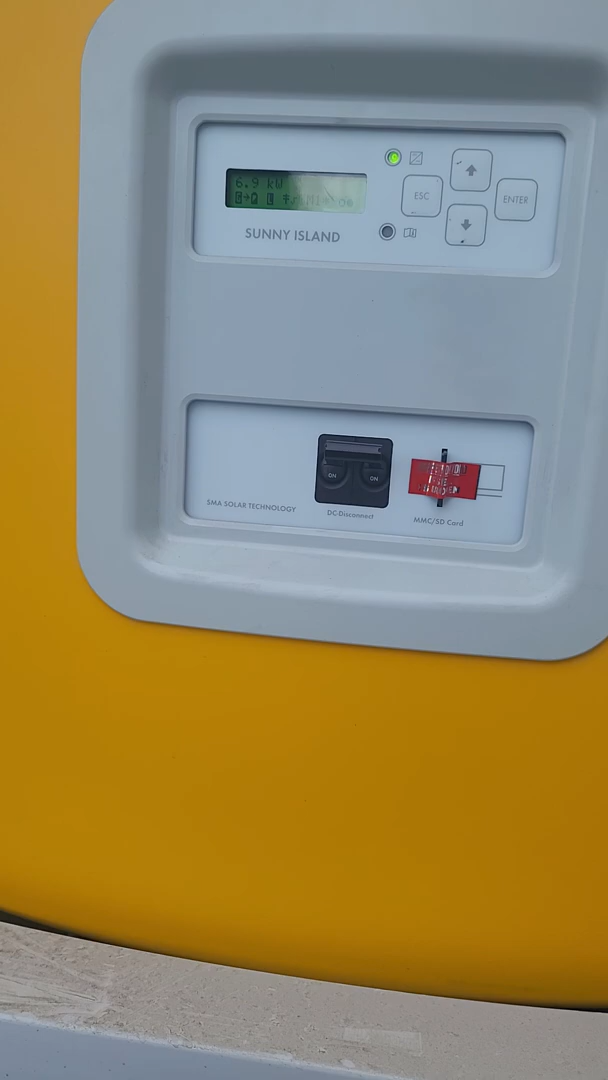 6.9 kW
ESC
ENTER
SUNNY ISLAND
ON
ON
SMA SOLAR TECHNOLOGY
DC-Disconnect
MMC/SD Card